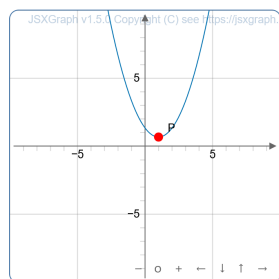 JSXGraph v1.5.0 Copyright (C) see https://jsxgraph.
5
P
-5
5
-5
− o + ← ↓ ↑ →